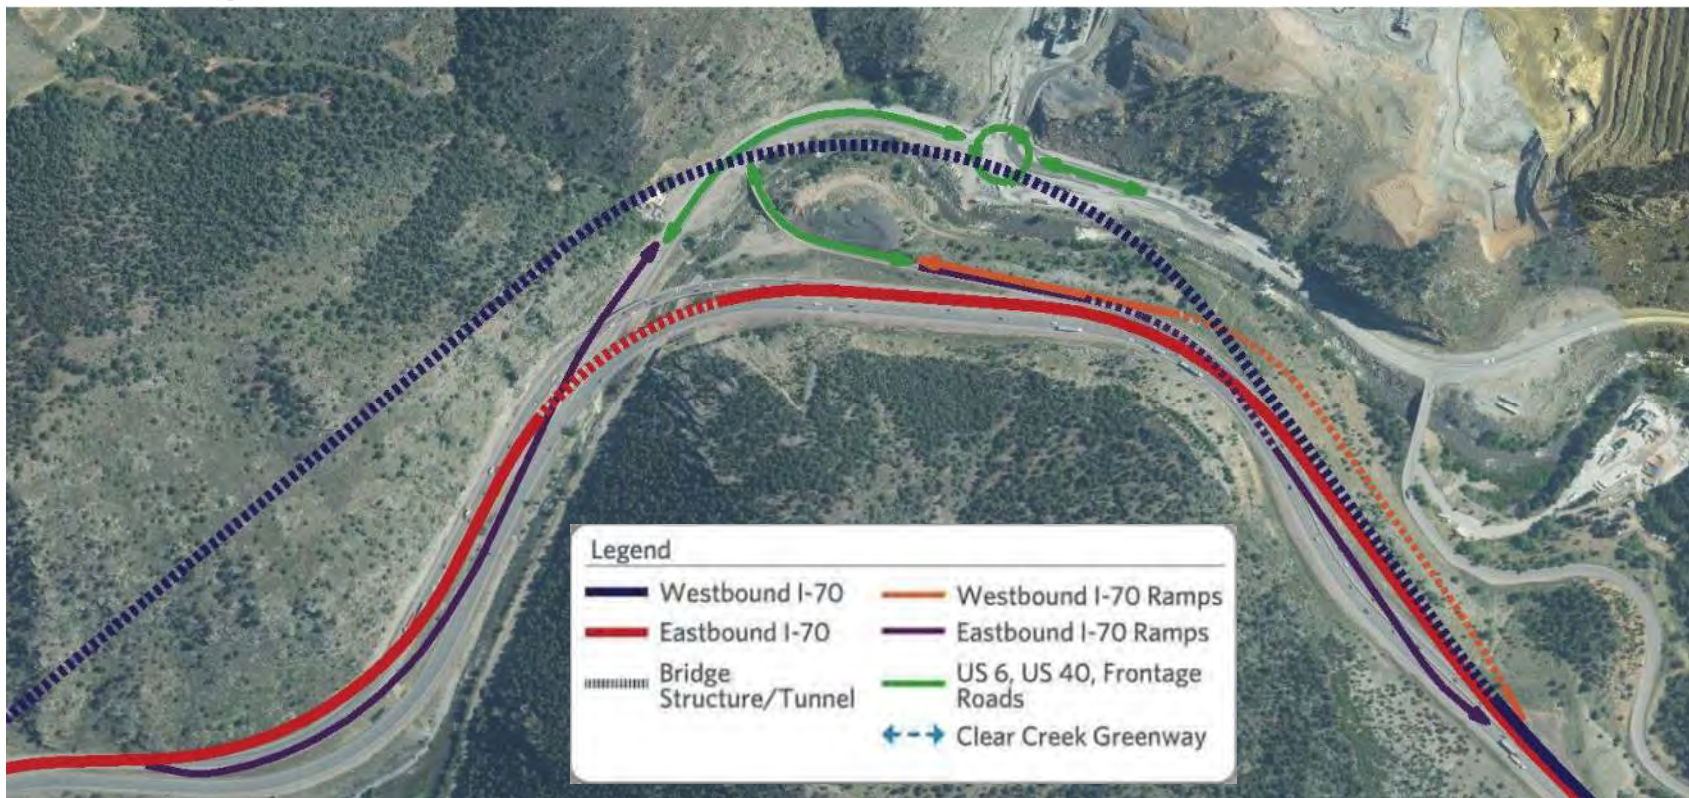 Legend
Westbound I-70
Westbound I-70 Ramps
Eastbound I-70
Eastbound I-70 Ramps
Bridge
Structure/Tunnel
US 6, US 40, Frontage
Roads
Clear Creek Greenway